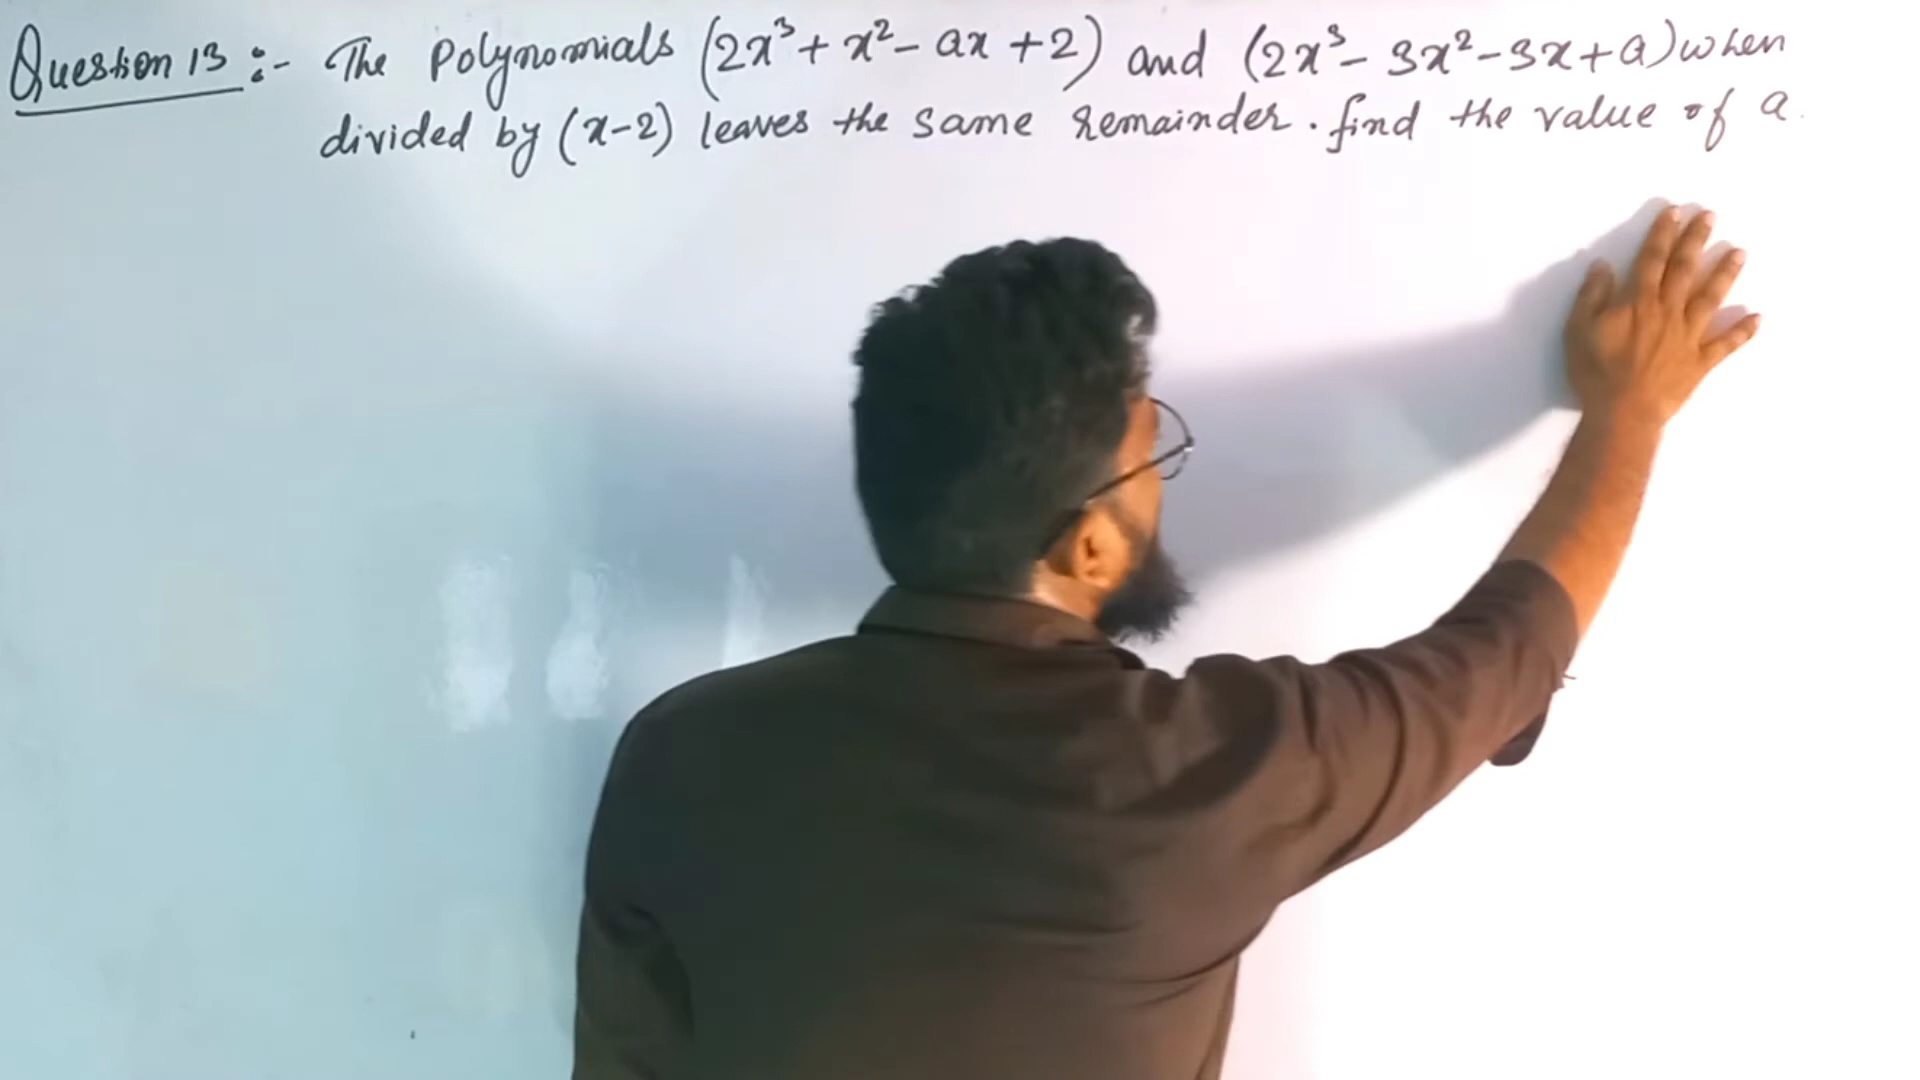 Question 13 :- The Polynomials (2x³ + x² - ax + 2) and (2x³ - 3x² - 3x + a) when
divided by (x-2) leaves the same remainder. find the value of a.